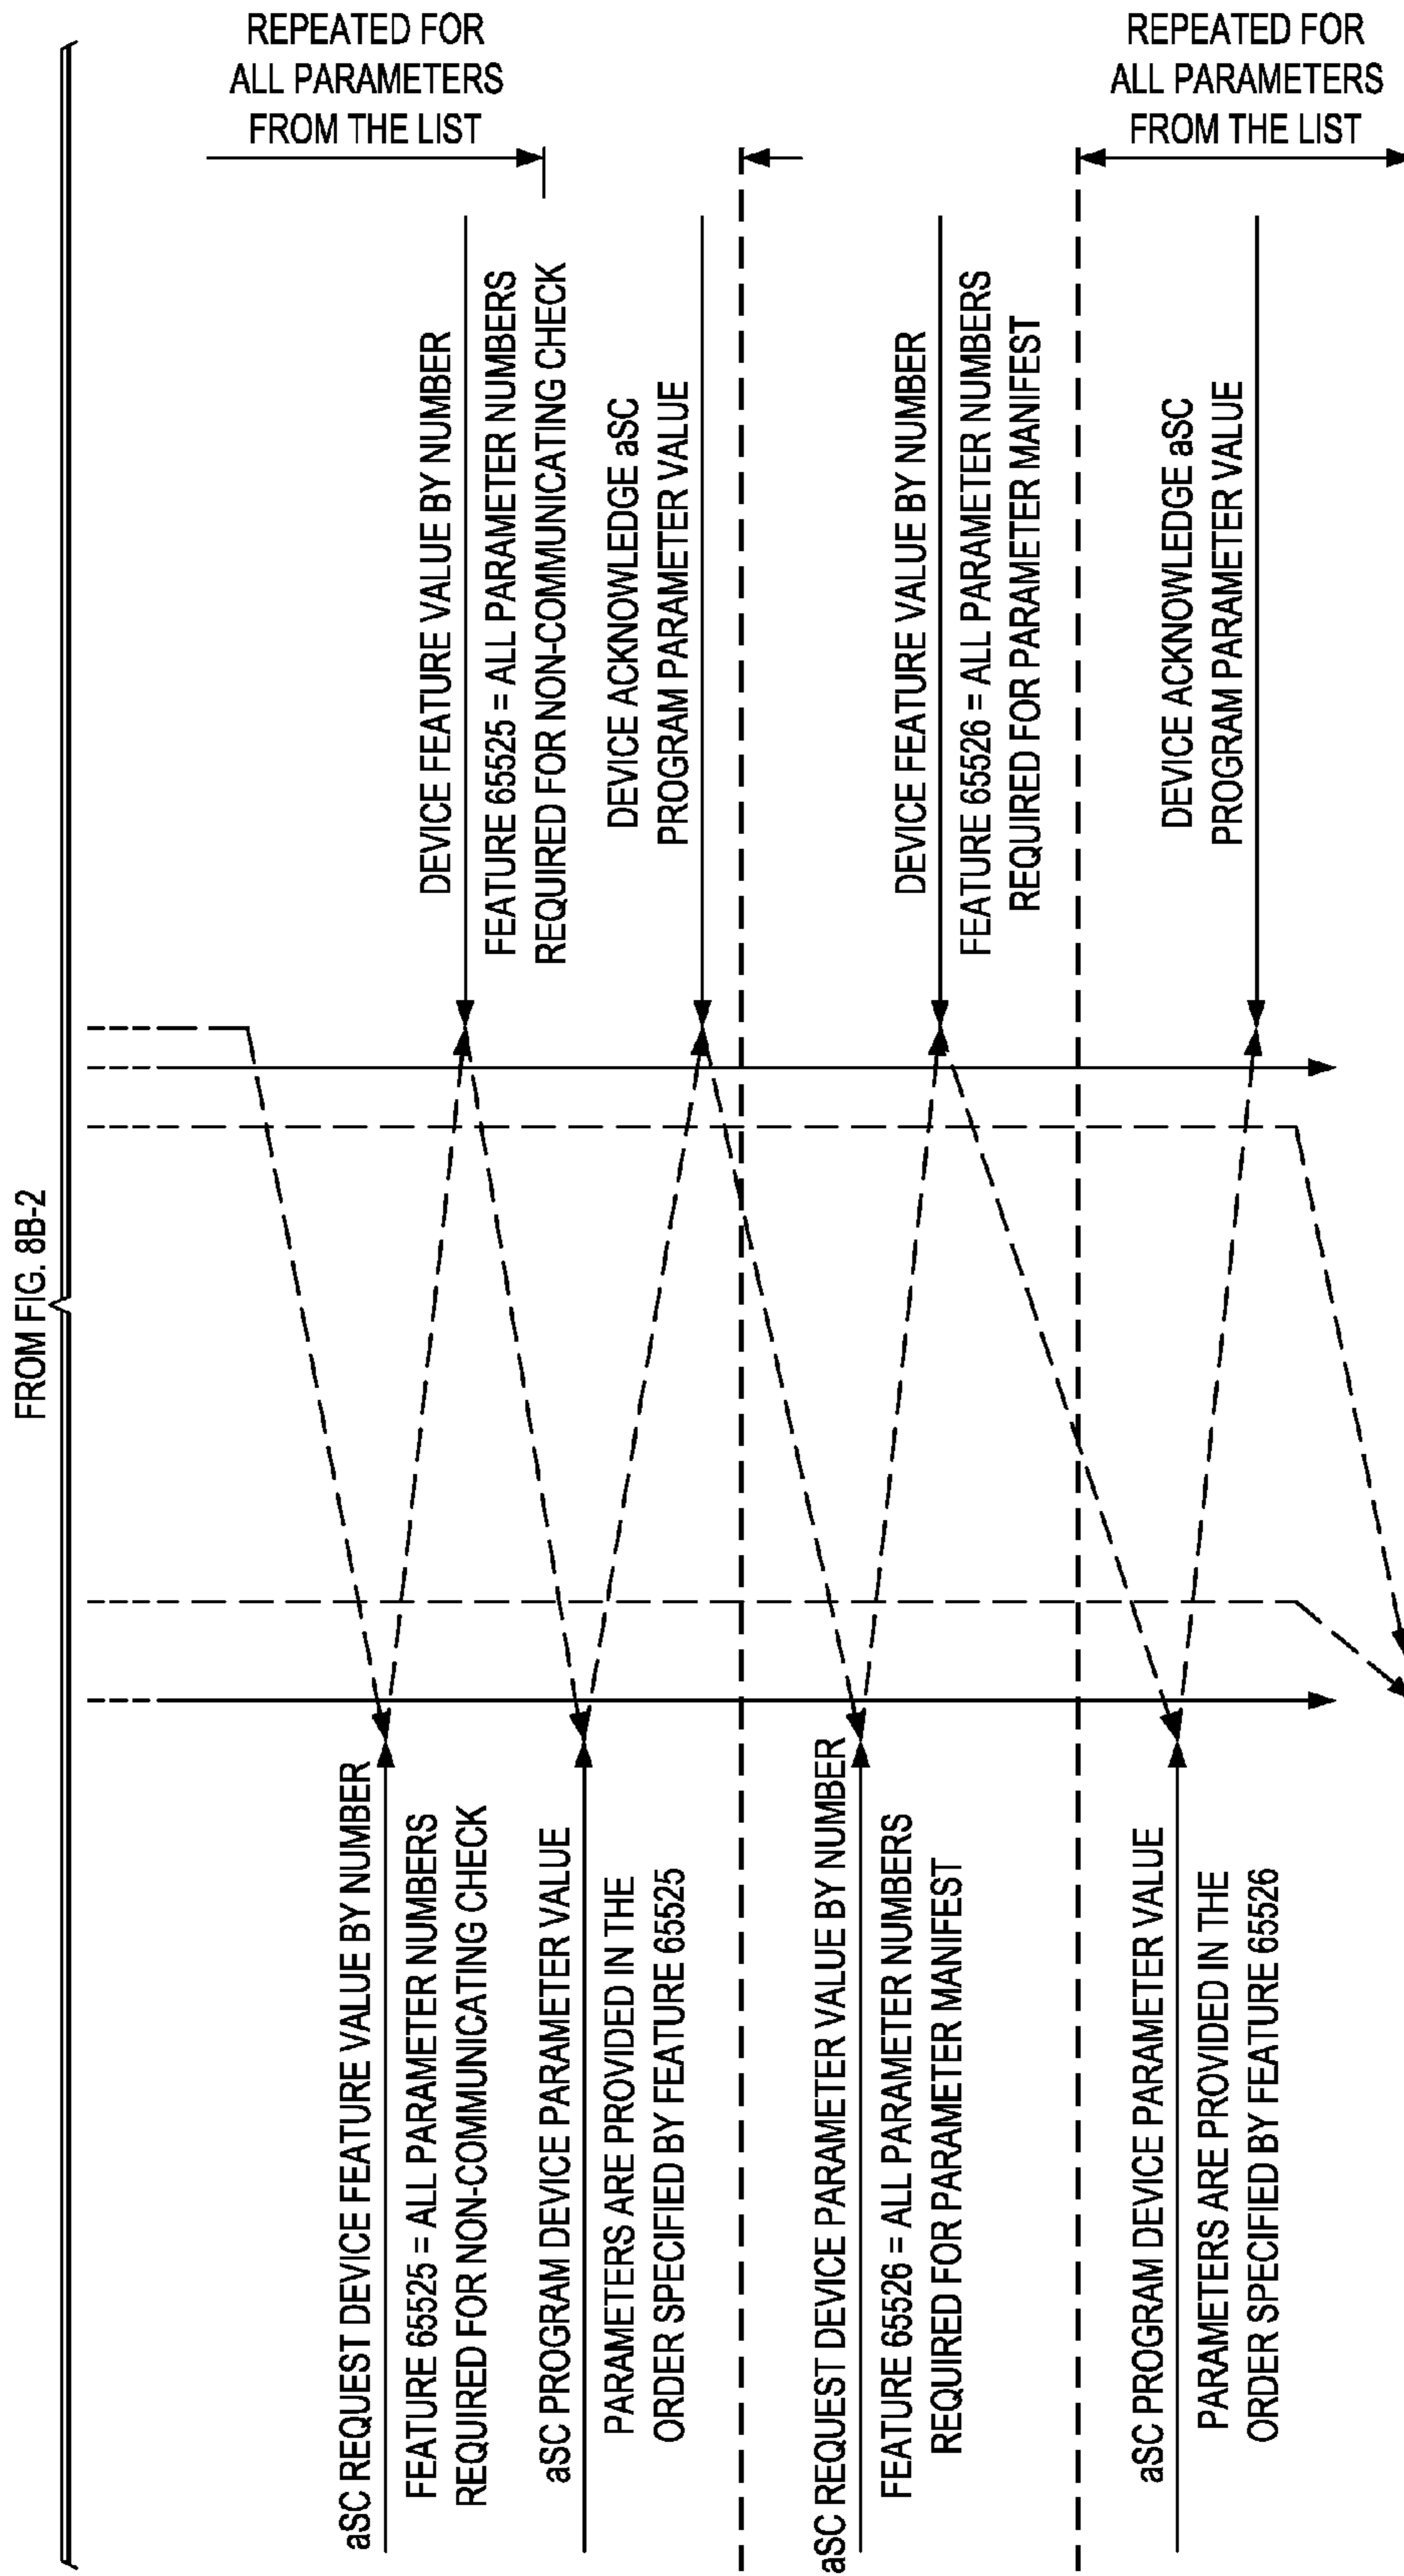 FROM FIG. 8B-2
REPEATED FOR
ALL PARAMETERS
FROM THE LIST
REPEATED FOR
ALL PARAMETERS
FROM THE LIST
aSC REQUEST DEVICE FEATURE VALUE BY NUMBER
FEATURE 65525 = ALL PARAMETER NUMBERS
REQUIRED FOR NON-COMMUNICATING CHECK
DEVICE FEATURE VALUE BY NUMBER
FEATURE 65525 = ALL PARAMETER NUMBERS
REQUIRED FOR NON-COMMUNICATING CHECK
aSC PROGRAM DEVICE PARAMETER VALUE
PARAMETERS ARE PROVIDED IN THE
ORDER SPECIFIED BY FEATURE 65525
DEVICE ACKNOWLEDGE aSC
PROGRAM PARAMETER VALUE
aSC REQUEST DEVICE PARAMETER VALUE BY NUMBER
FEATURE 65526 = ALL PARAMETER NUMBERS
REQUIRED FOR PARAMETER MANIFEST
DEVICE FEATURE VALUE BY NUMBER
FEATURE 65526 = ALL PARAMETER NUMBERS
REQUIRED FOR PARAMETER MANIFEST
aSC PROGRAM DEVICE PARAMETER VALUE
PARAMETERS ARE PROVIDED IN THE
ORDER SPECIFIED BY FEATURE 65526
DEVICE ACKNOWLEDGE aSC
PROGRAM PARAMETER VALUE